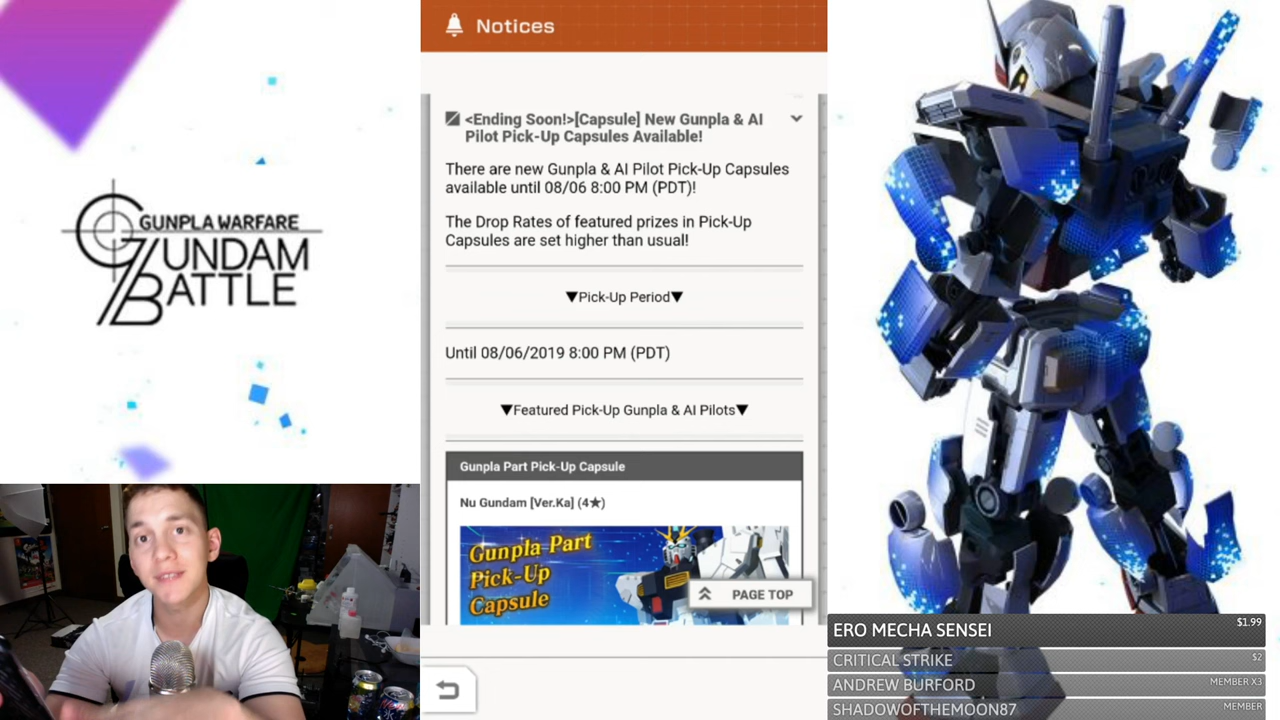 GUNPLA WARFARE
GUNDAM
BATTLE
Notices
<Ending Soon!>[Capsule] New Gunpla & AI
Pilot Pick-Up Capsules Available!
There are new Gunpla & AI Pilot Pick-Up Capsules
available until 08/06 8:00 PM (PDT)!
The Drop Rates of featured prizes in Pick-Up
Capsules are set higher than usual!
▼Pick-Up Period▼
Until 08/06/2019 8:00 PM (PDT)
▼Featured Pick-Up Gunpla & AI Pilots▼
Gunpla Part Pick-Up Capsule
Nu Gundam [Ver.Ka] (4★)
Gunpla Part
Pick-Up
Capsule
PAGE TOP
ERO MECHA SENSEI $1.99
CRITICAL STRIKE $2
ANDREW BURFORD MEMBER X3
SHADOWOFTHEMOON87 MEMBER